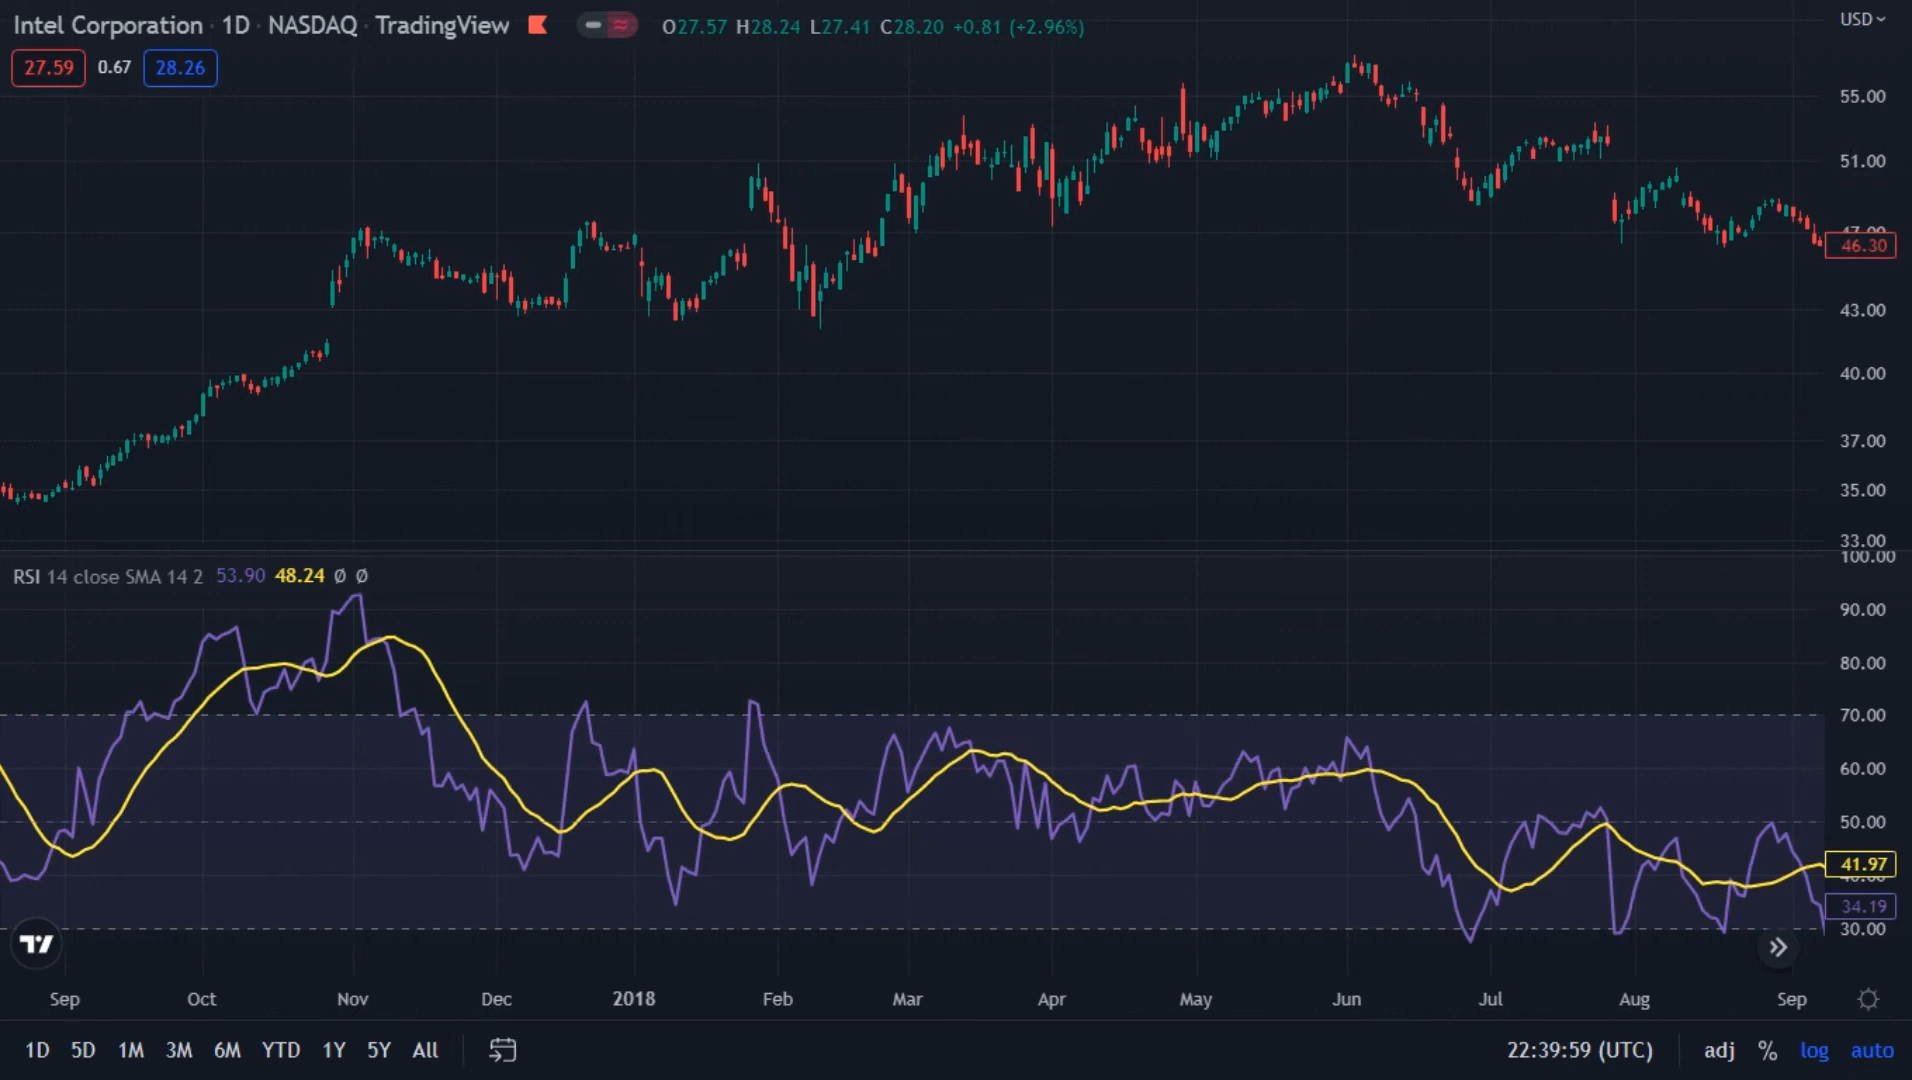 Intel Corporation · 1D · NASDAQ · TradingView
O27.57 H28.24 L27.41 C28.20 +0.81 (+2.96%)
USD
27.59 0.67 28.26
55.00
51.00
47.00
46.30
43.00
40.00
37.00
35.00
33.00
100.00
RSI 14 close SMA 14 2 53.90 48.24 Ø Ø
90.00
80.00
70.00
60.00
50.00
41.97
40.00
34.19
30.00
Sep Oct Nov Dec 2018 Feb Mar Apr May Jun Jul Aug Sep
1D 5D 1M 3M 6M YTD 1Y 5Y All
22:39:59 (UTC) adj % log auto